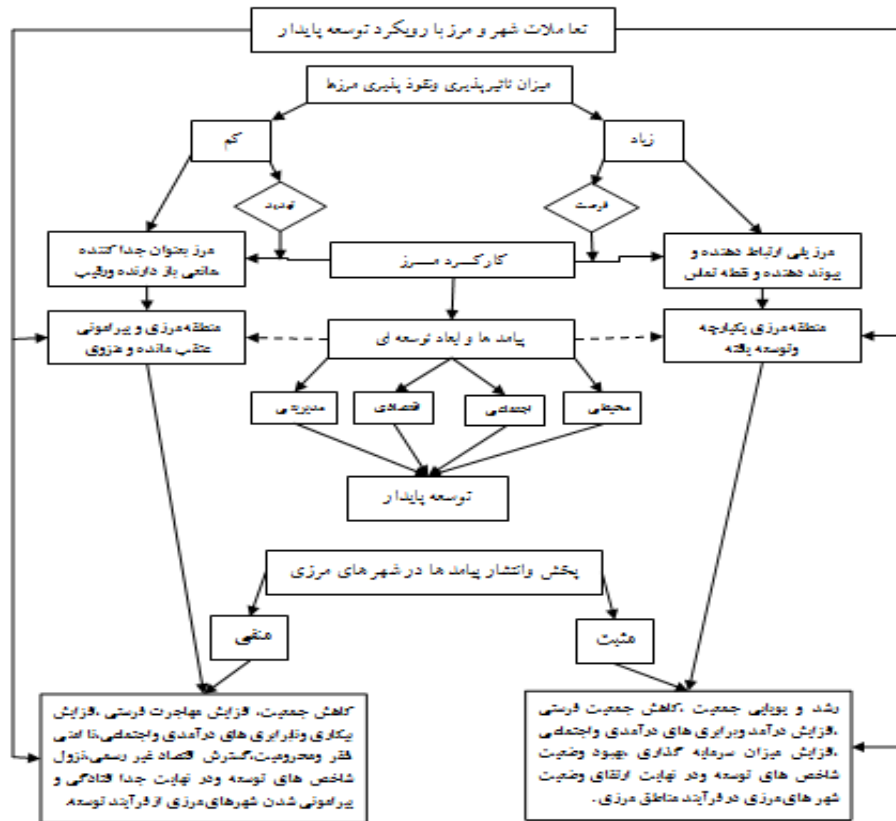 تعاملات شهر و مرز با رویکرد توسعه پایدار
میزان تاثیرپذیری ونفوذ پذیری مرزها
کم
زیاد
تهدید
فرصت
مرز بعنوان جدا کننده
مانعی باز دارنده ورقیب
کارکرد مرز
مرز پلی ارتباط دهنده و
پیوند دهنده و نقطه تماس
منطقه مرزی و پیرامونی
عقب مانده و منزوی
پیامد ها و ابعاد توسعه ای
منطقه مرزی یکپارچه
وتوسعه یافته
مدیریتی
اقتصادی
اجتماعی
محیطی
توسعه پایدار
پخش وانتشار پیامد ها در شهر های مرزی
منفی
مثبت
کاهش جمعیت، افزایش مهاجرت فرستی ،افزایش
بیکاری ونابرابری های درآمدی واجتماعی،نا امنی
فقر ومحرومیت،گسترش اقتصاد غیر رسمی،نزول
شاخص های توسعه ودر نهایت جدا افتادگی و
پیرامونی شدن شهرهای مرزی از فرآیند توسعه.
رشد و پویایی جمعیت ،کاهش جمعیت فرستی
،افزایش درآمد وبرابری های درآمدی واجتماعی
،افزایش میزان سرمایه گذاری ،بهبود وضعیت
شاخص های توسعه ودر نهایت ارتقای وضعیت
شهر های مرزی در فرآیند مناطق مرزی .